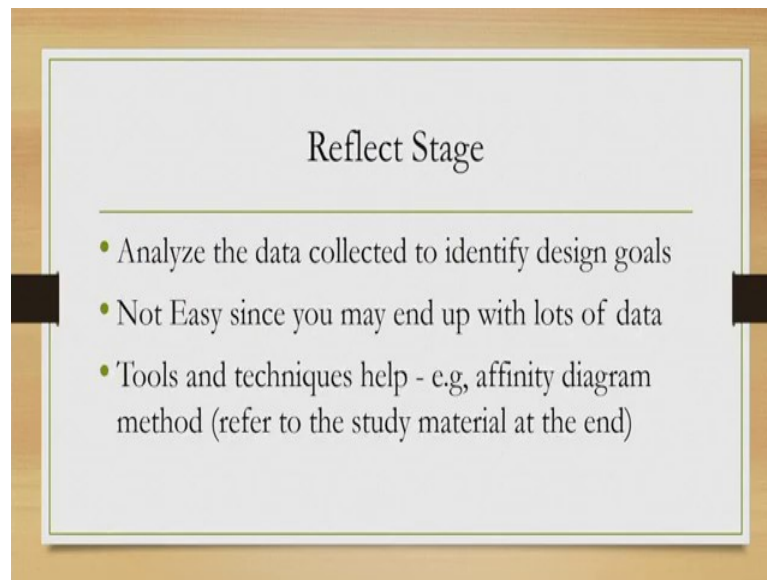 Reflect Stage
• Analyze the data collected to identify design goals
• Not Easy since you may end up with lots of data
• Tools and techniques help - e.g, affinity diagram
method (refer to the study material at the end)